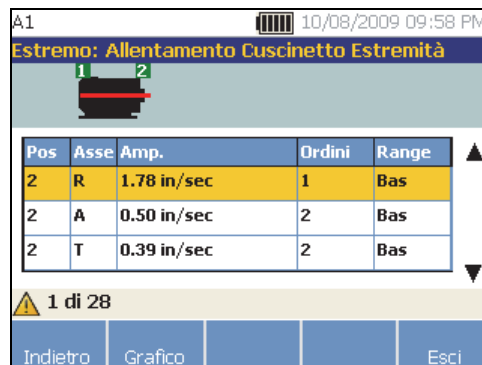 A1 10/08/2009 09:58 PM
Estremo: Allentamento Cuscinetto Estremità
1 2
Pos Asse Amp. Ordini Range
2 R 1.78 in/sec 1 Bas
2 A 0.50 in/sec 2 Bas
2 T 0.39 in/sec 2 Bas
1 di 28
Indietro Grafico Esci